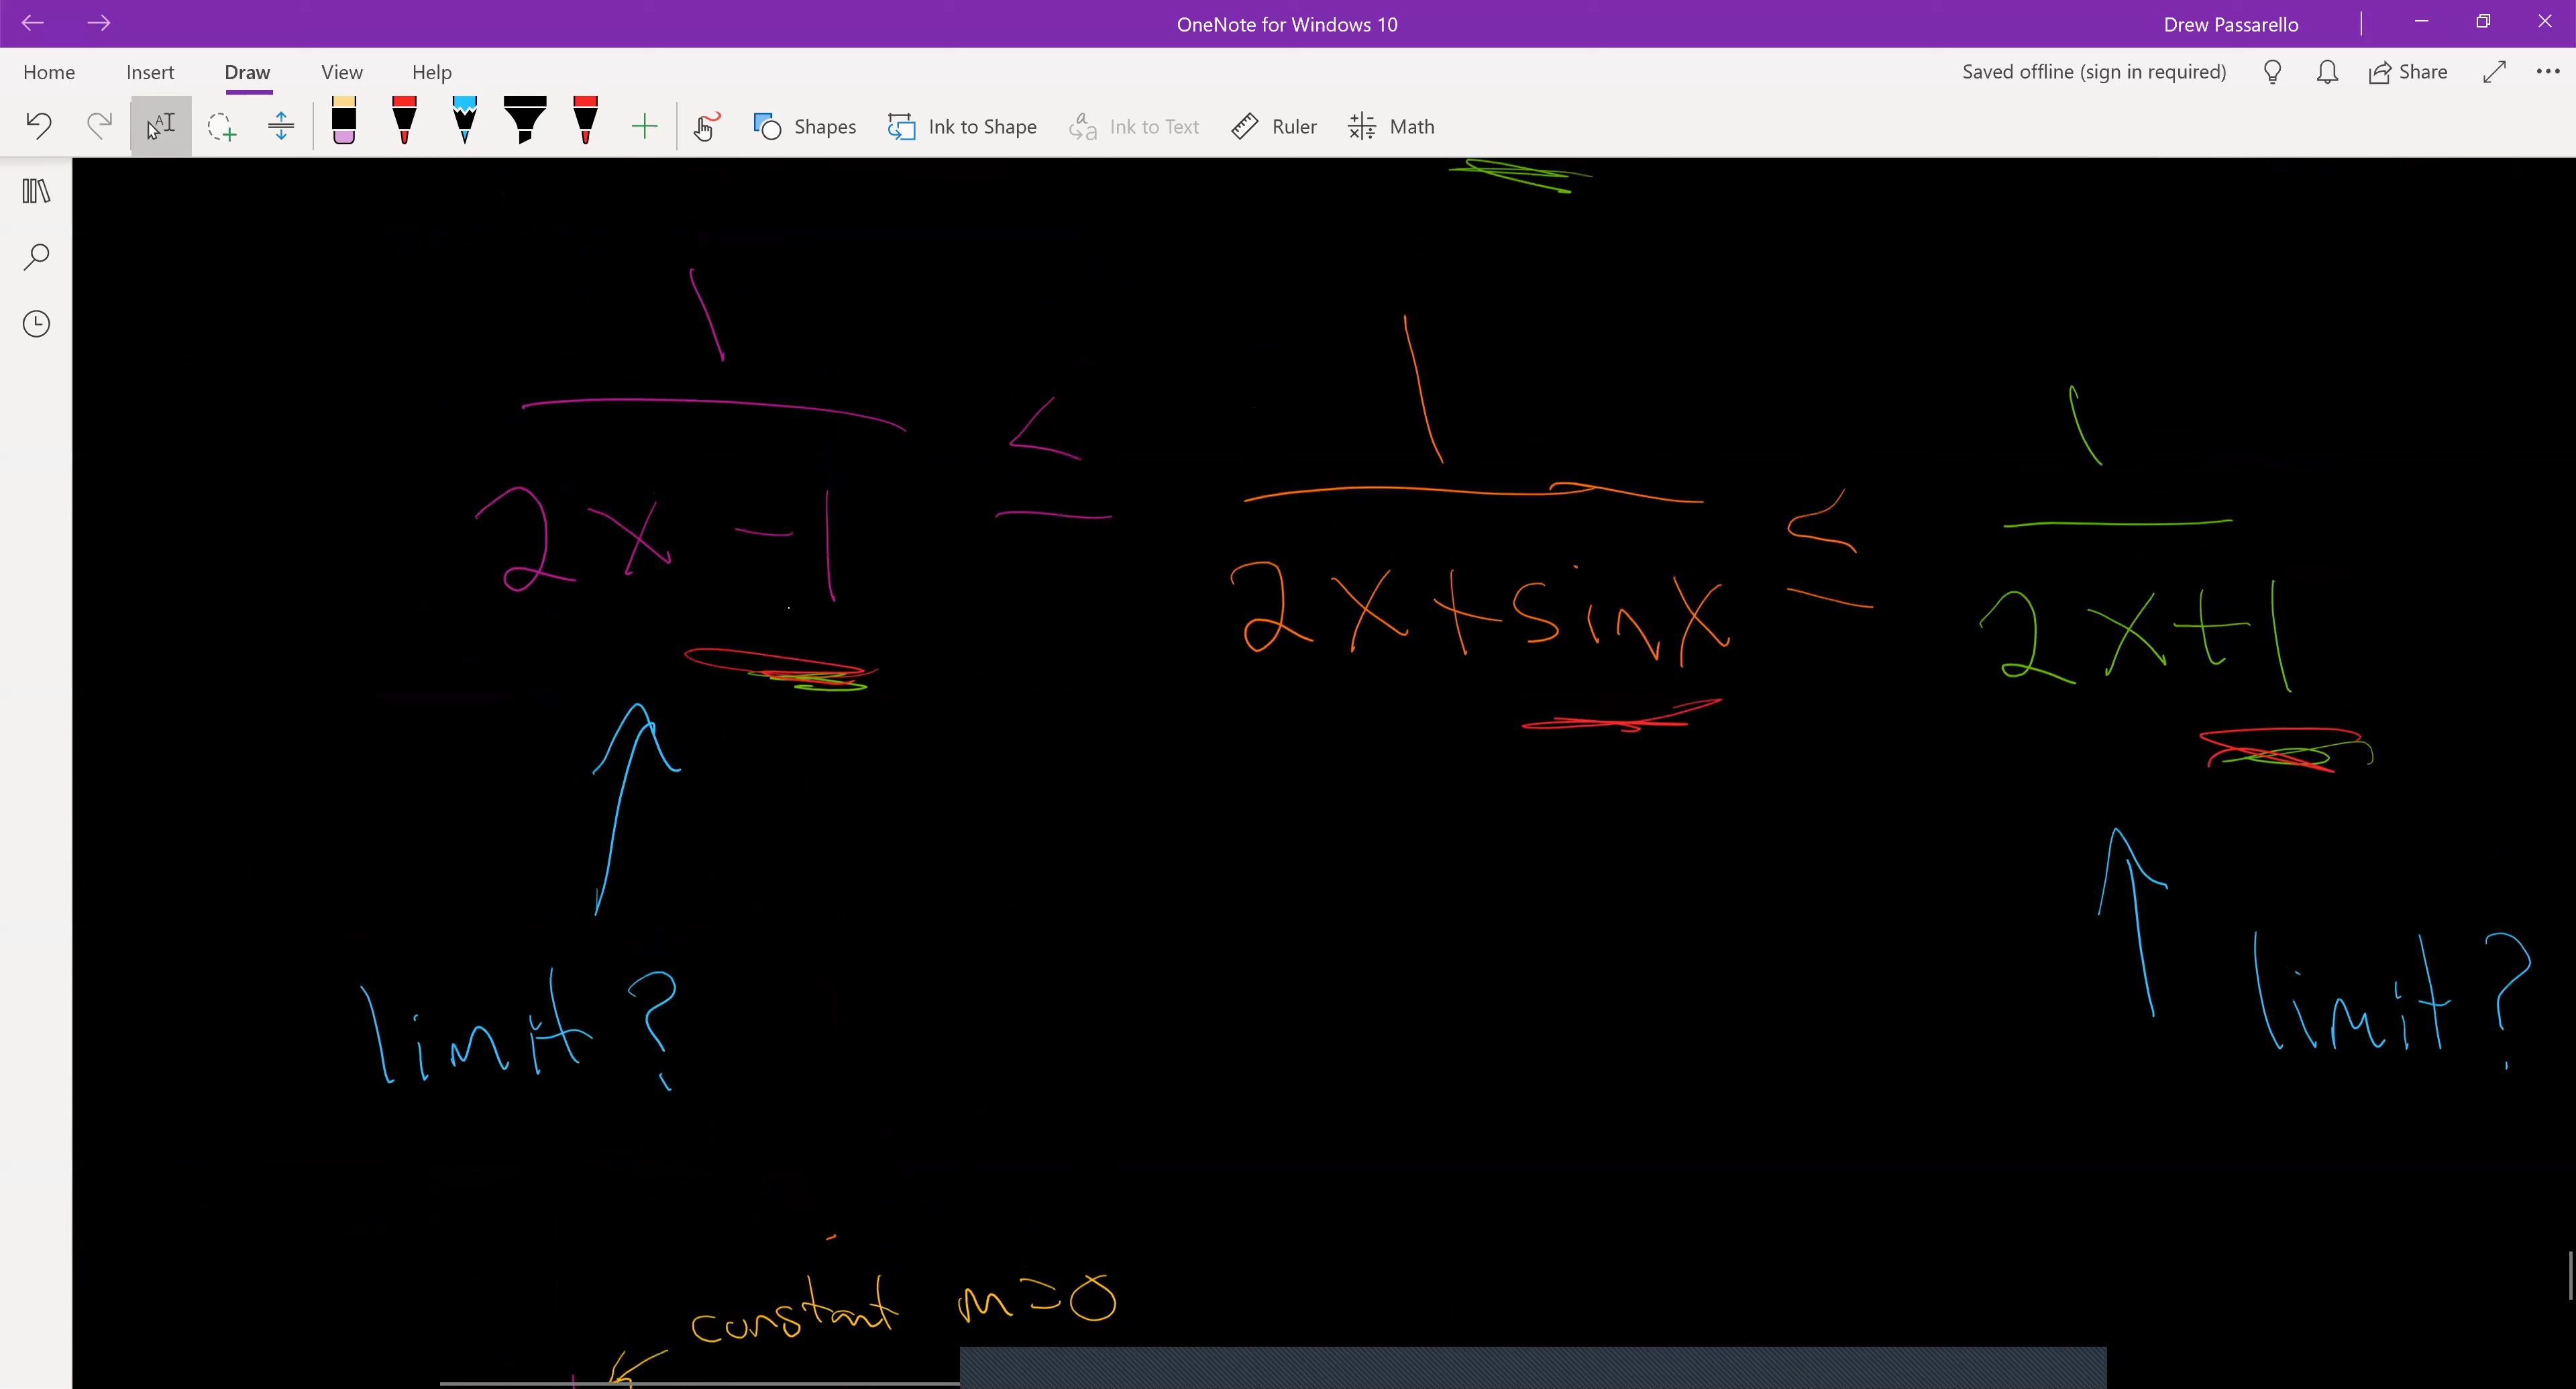 OneNote for Windows 10
Drew Passarello
Home Insert Draw View Help
Saved offline (sign in required) Share
Shapes Ink to Shape Ink to Text Ruler Math
1 / 2x - 1 ≤ 1 / 2x + sinx ≤ 1 / 2x + 1
limit? limit?
constant m = 0